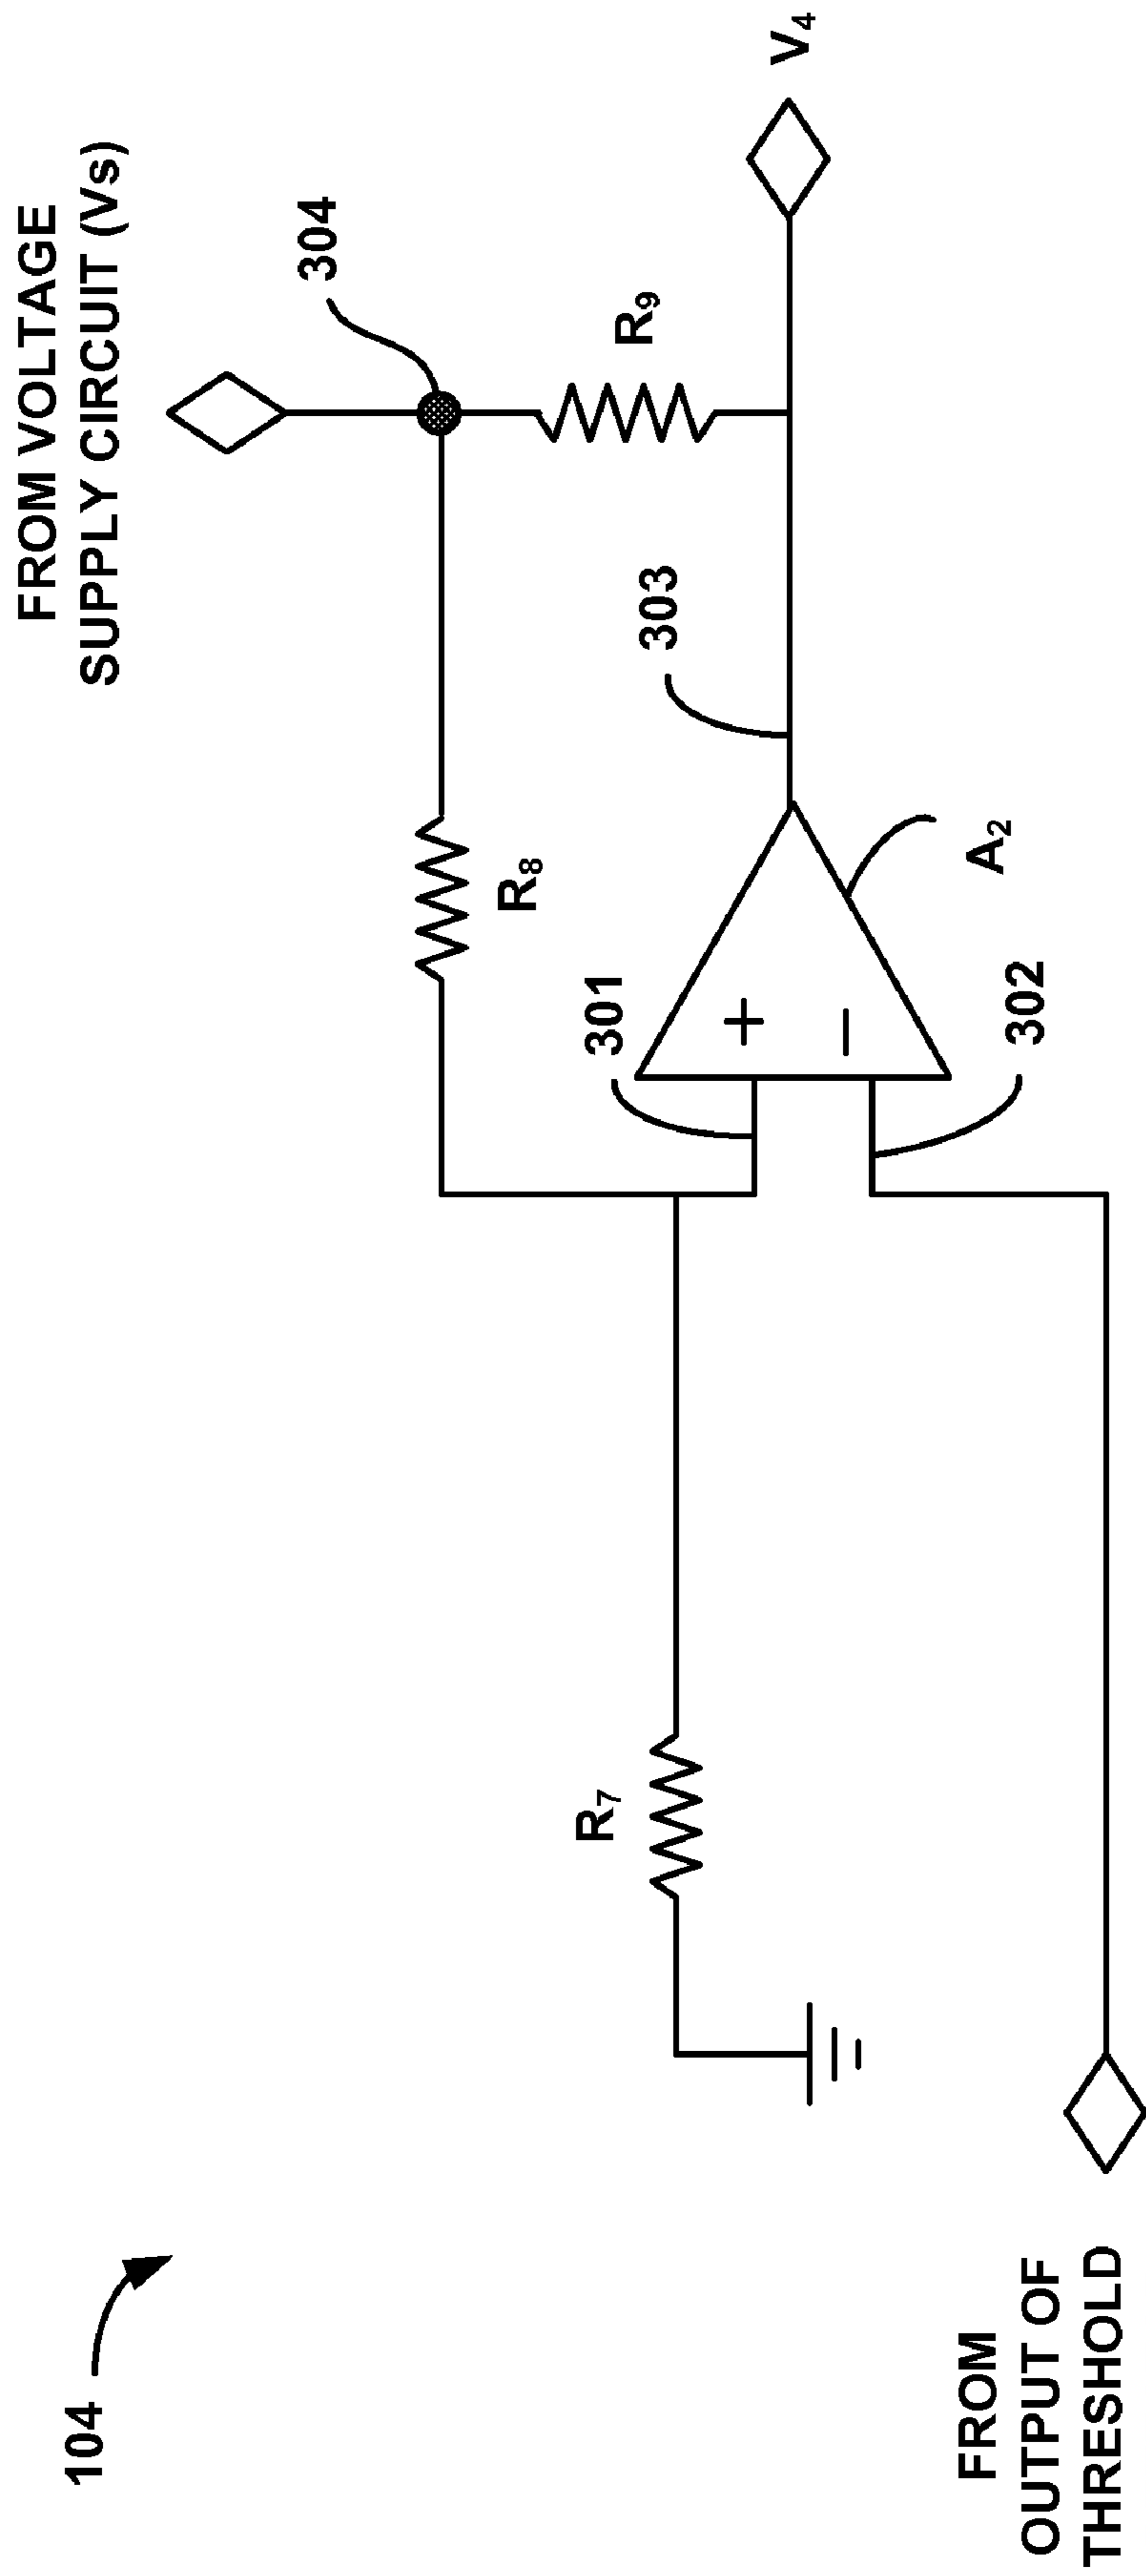 104
FROM VOLTAGE
SUPPLY CIRCUIT (Vs)
304
R8
R9
303
V4
301
+
−
A2
302
R7
FROM
OUTPUT OF
THRESHOLD